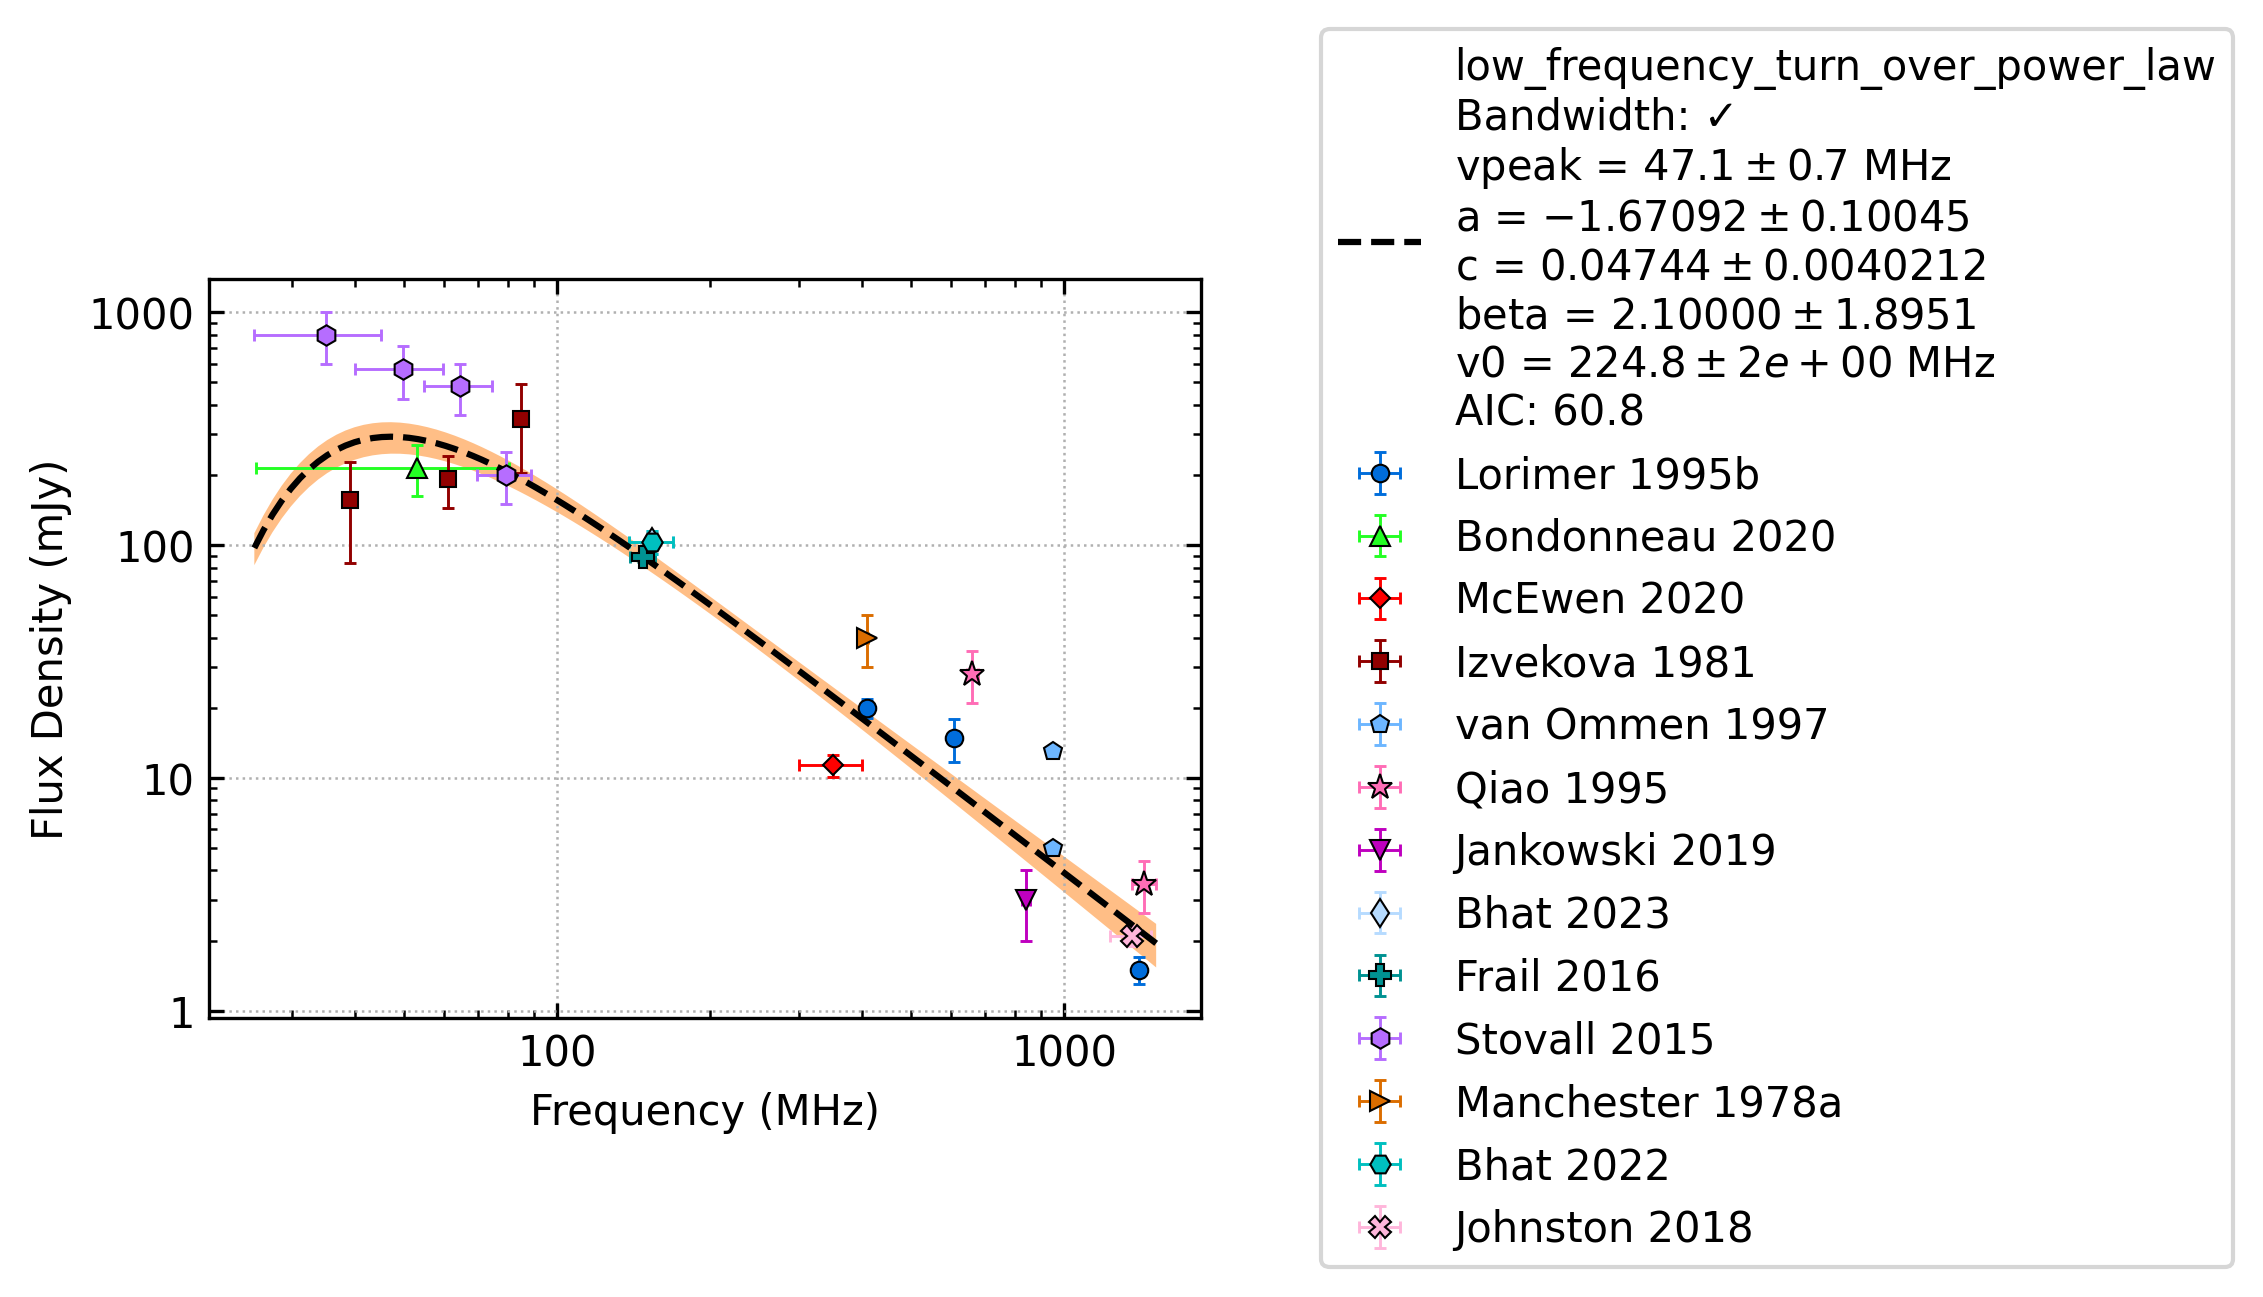 low_frequency_turn_over_power_law
Bandwidth: ✓
vpeak = 47.1 ± 0.7 MHz
a = −1.67092 ± 0.10045
c = 0.04744 ± 0.0040212
beta = 2.10000 ± 1.8951
v0 = 224.8 ± 2e + 00 MHz
AIC: 60.8
Lorimer 1995b
Bondonneau 2020
McEwen 2020
Izvekova 1981
van Ommen 1997
Qiao 1995
Jankowski 2019
Bhat 2023
Frail 2016
Stovall 2015
Manchester 1978a
Bhat 2022
Johnston 2018
Flux Density (mJy)
1000
100
10
1
100
1000
Frequency (MHz)